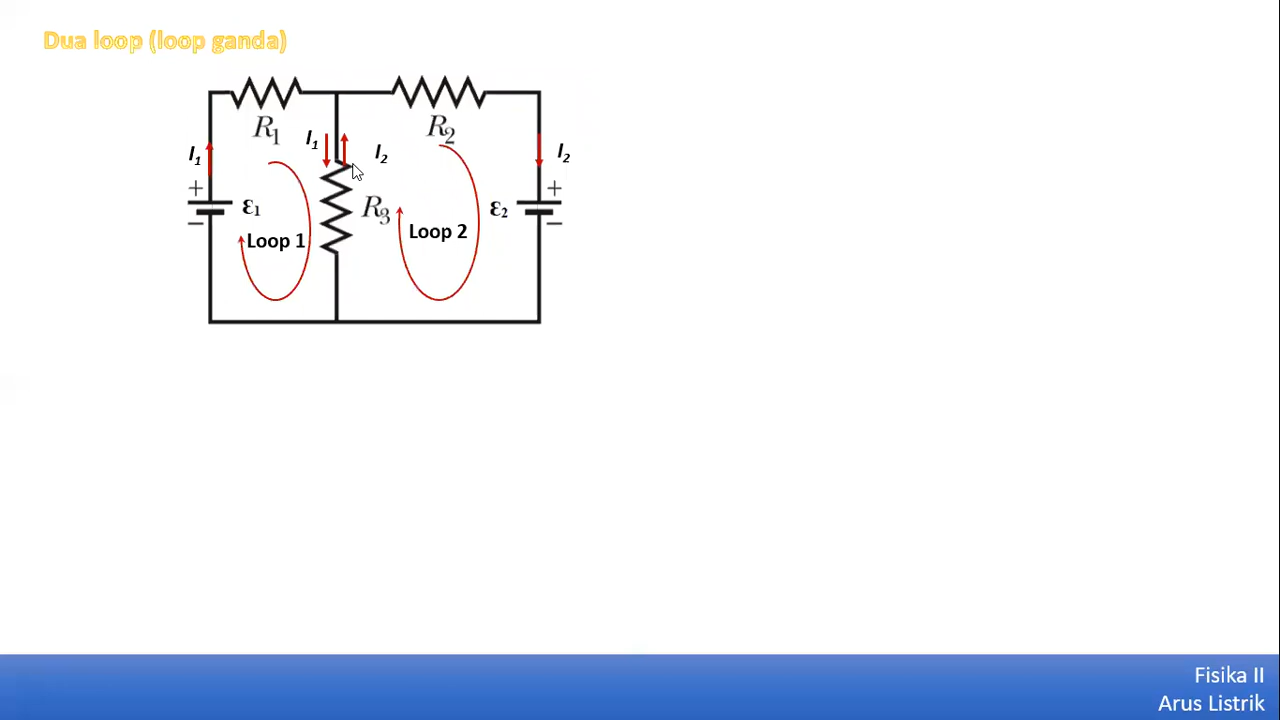 Dua loop (loop ganda)
R₁
R₂
I₁
I₁
I₂
I₂
+
+
ε₁
R₃
ε₂
−
−
Loop 1
Loop 2
Fisika II
Arus Listrik